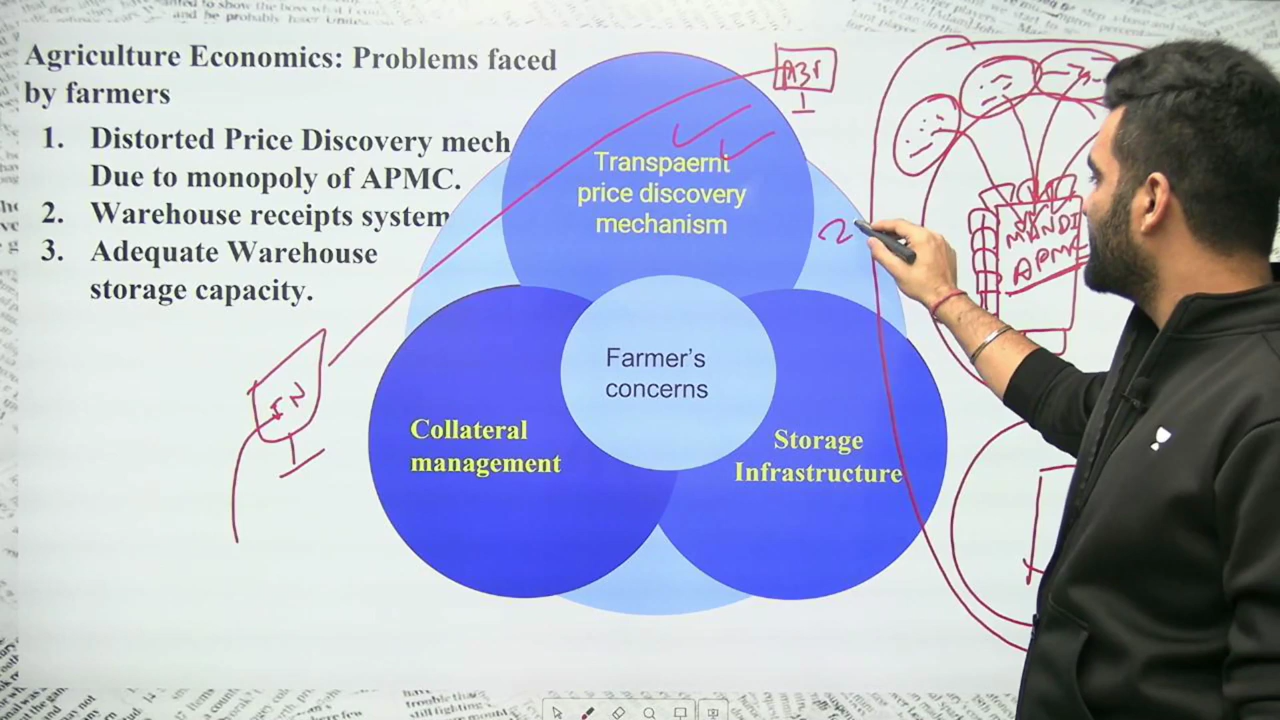 Agriculture Economics: Problems faced
by farmers
1. Distorted Price Discovery mech
Due to monopoly of APMC.
2. Warehouse receipts system
3. Adequate Warehouse
storage capacity.
Transpaernt
price discovery
mechanism
Farmer's
concerns
Collateral
management
Storage
Infrastructure
MANDI
APMC
2